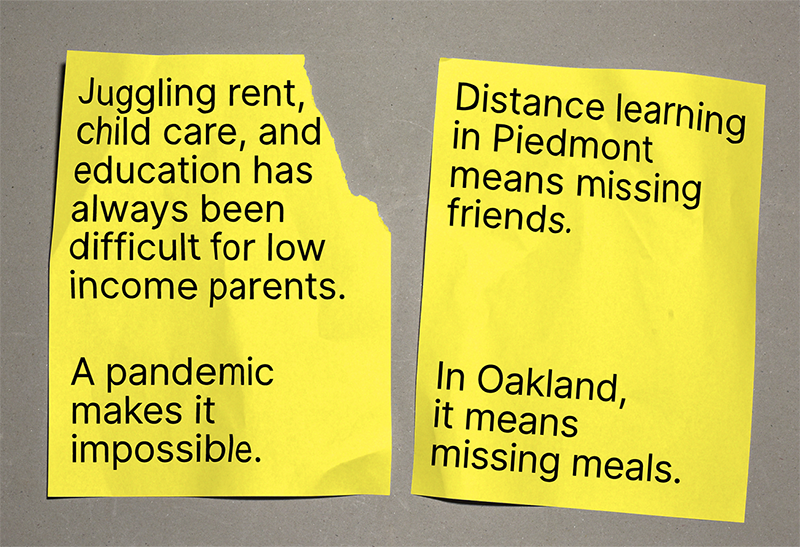 Juggling rent,
child care, and
education has
always been
difficult for low
income parents.
A pandemic
makes it
impossible.
Distance learning
in Piedmont
means missing
friends.
In Oakland,
it means
missing meals.